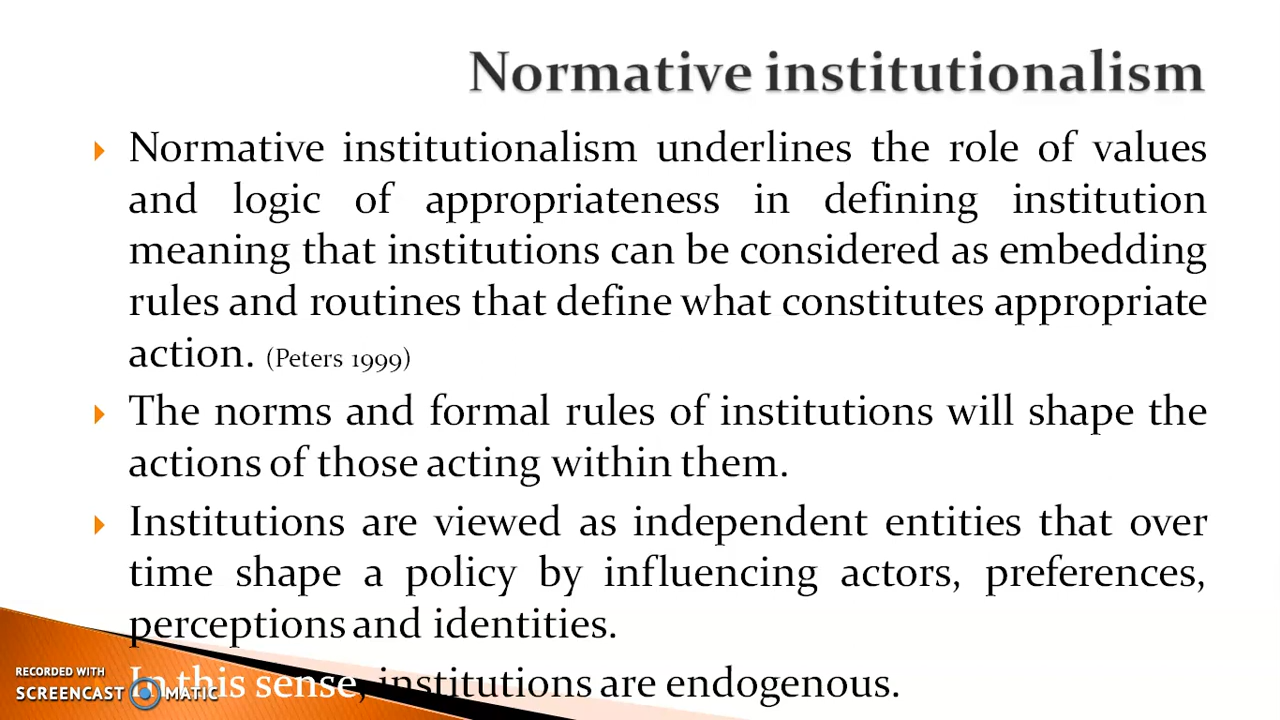 Normative institutionalism
Normative institutionalism underlines the role of values
and logic of appropriateness in defining institution
meaning that institutions can be considered as embedding
rules and routines that define what constitutes appropriate
action. (Peters 1999)
The norms and formal rules of institutions will shape the
actions of those acting within them.
Institutions are viewed as independent entities that over
time shape a policy by influencing actors, preferences,
perceptions and identities.
In this sense, institutions are endogenous.
RECORDED WITH
SCREENCAST MATIC